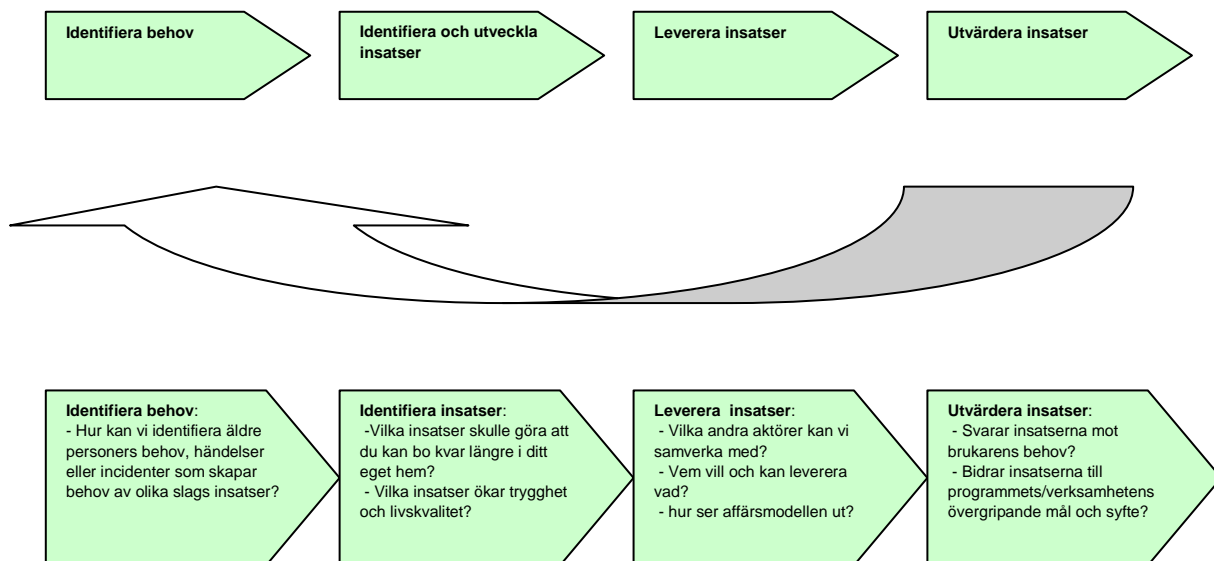 Identifiera behov
Identifiera och utveckla
insatser
Leverera insatser
Utvärdera insatser
Identifiera behov:
- Hur kan vi identifiera äldre
personers behov, händelser
eller incidenter som skapar
behov av olika slags insatser?
Identifiera insatser:
-Vilka insatser skulle göra att
du kan bo kvar längre i ditt
eget hem?
- Vilka insatser ökar trygghet
och livskvalitet?
Leverera  insatser:
- Vilka andra aktörer kan vi
samverka med?
- Vem vill och kan leverera
vad?
- hur ser affärsmodellen ut?
Utvärdera insatser:
- Svarar insatserna mot
brukarens behov?
- Bidrar insatserna till
programmets/verksamhetens
övergripande mål och syfte?